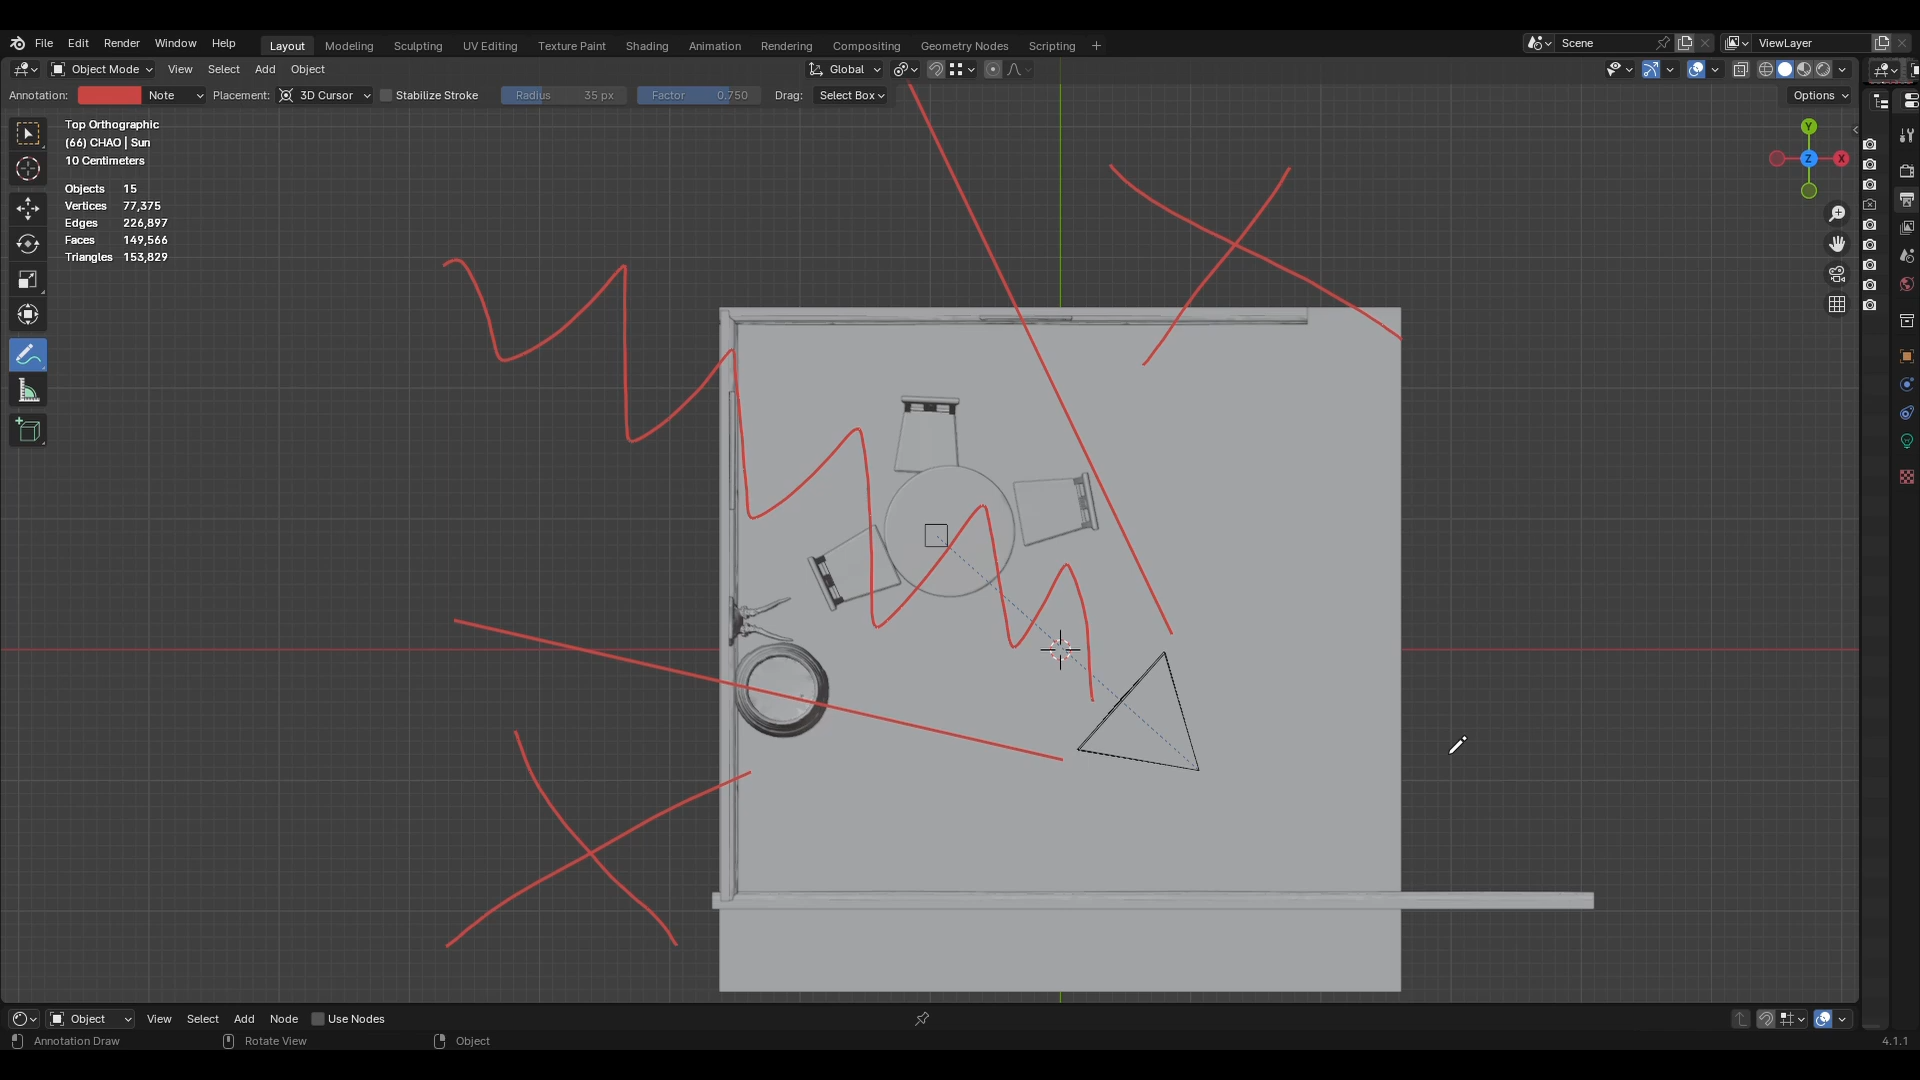 File Edit Render Window Help Layout Modeling Sculpting UV Editing Texture Paint Shading Animation Rendering Compositing Geometry Nodes Scripting + Scene ViewLayer
Object Mode View Select Add Object Global
Annotation: Note Placement: 3D Cursor Stabilize Stroke Radius 35 px Factor 0.750 Drag: Select Box Options
Top Orthographic
(66) CHAO | Sun
10 Centimeters
Objects 15
Vertices 77,375
Edges 226,897
Faces 149,566
Triangles 153,829
Y
Z
X
Object View Select Add Node Use Nodes
Annotation Draw Rotate View Object 4.1.1